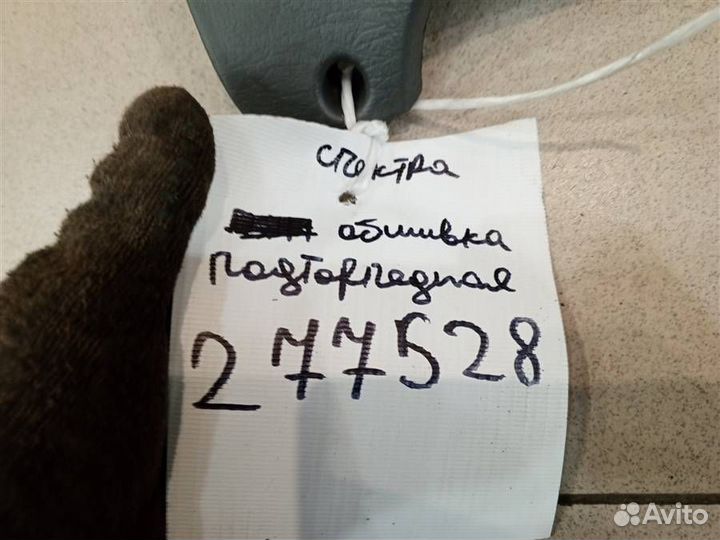 спектра
обшивка
подторпедная
277528
Avito